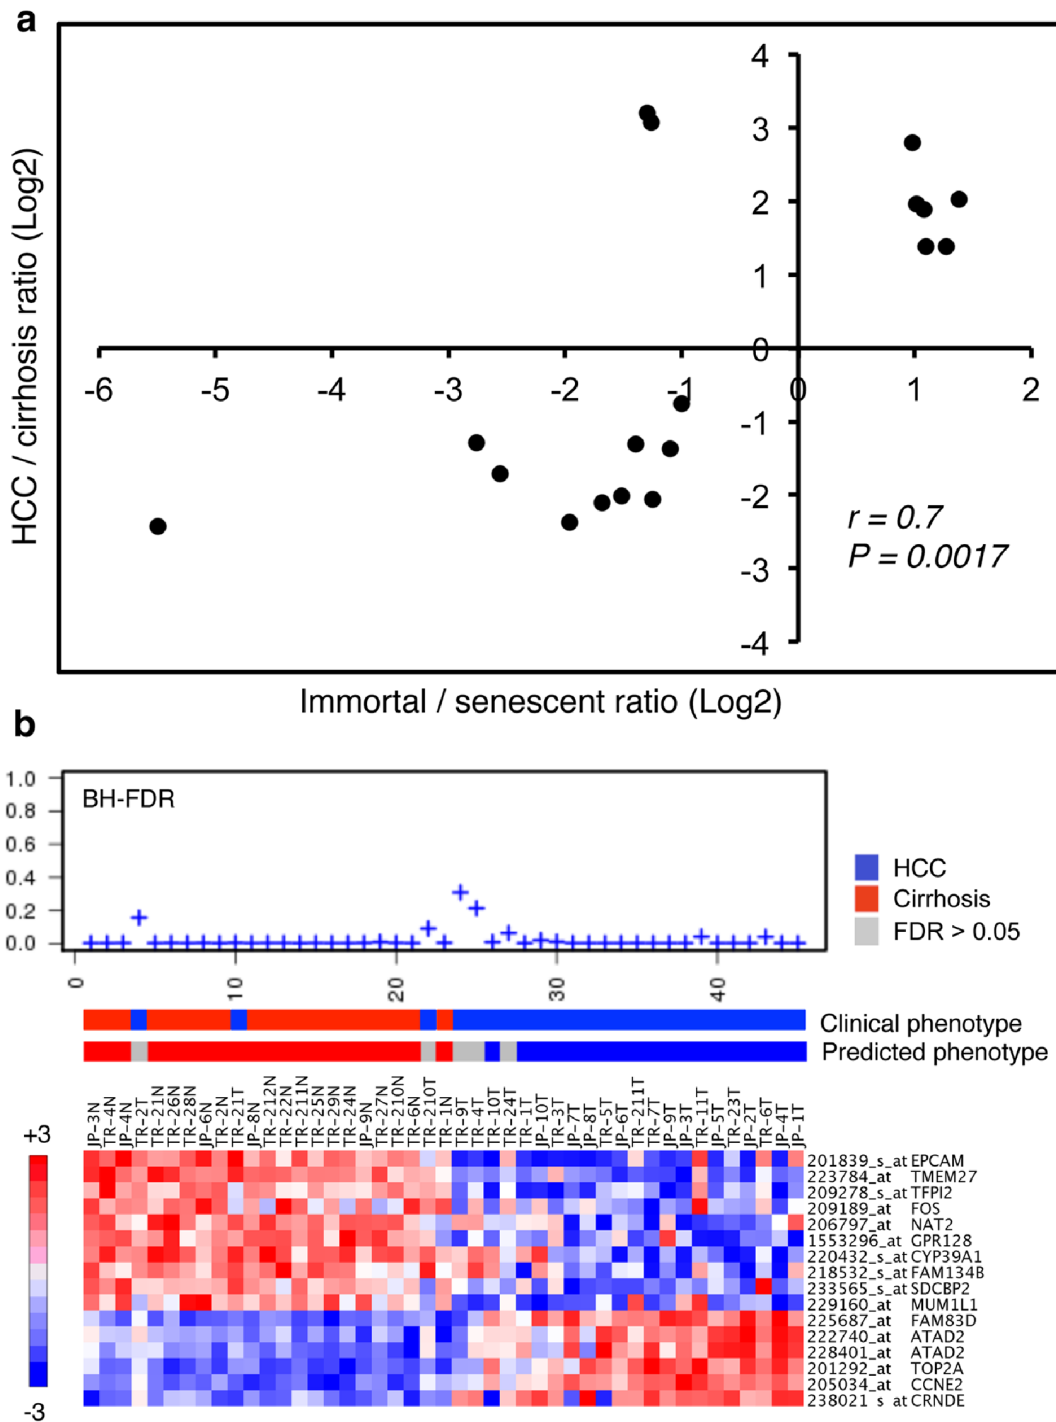 a
HCC / cirrhosis ratio (Log2)
4
3
2
1
0
-6 -5 -4 -3 -2 -1 0 1 2
-1
-2
-3
-4
r = 0.7
P = 0.0017
Immortal / senescent ratio (Log2)
b
BH-FDR
1.0
0.8
0.6
0.4
0.2
0.0
0 10 20 30 40
HCC
Cirrhosis
FDR > 0.05
Clinical phenotype
Predicted phenotype
JP-3N
TR-4N
JP-4N
TR-2T
TR-21N
TR-26N
TR-28N
JP-6N
TR-2N
TR-21T
JP-8N
TR-212N
TR-22N
TR-211N
TR-25N
TR-29N
TR-24N
JP-9N
TR-27N
TR-210N
TR-6N
TR-210T
TR-1N
TR-9T
TR-4T
TR-10T
TR-24T
TR-1T
JP-10T
TR-3T
JP-7T
JP-8T
TR-5T
JP-6T
TR-211T
TR-7T
JP-9T
JP-3T
TR-11T
JP-5T
TR-23T
JP-2T
TR-6T
JP-4T
JP-1T
+3
-3
201839_s_at EPCAM
223784_at TMEM27
209278_s_at TFPI2
209189_at FOS
206797_at NAT2
1553296_at GPR128
220432_s_at CYP39A1
218532_s_at FAM134B
233565_s_at SDCBP2
229160_at MUM1L1
225687_at FAM83D
222740_at ATAD2
228401_at ATAD2
201292_at TOP2A
205034_at CCNE2
238021_s_at CRNDE